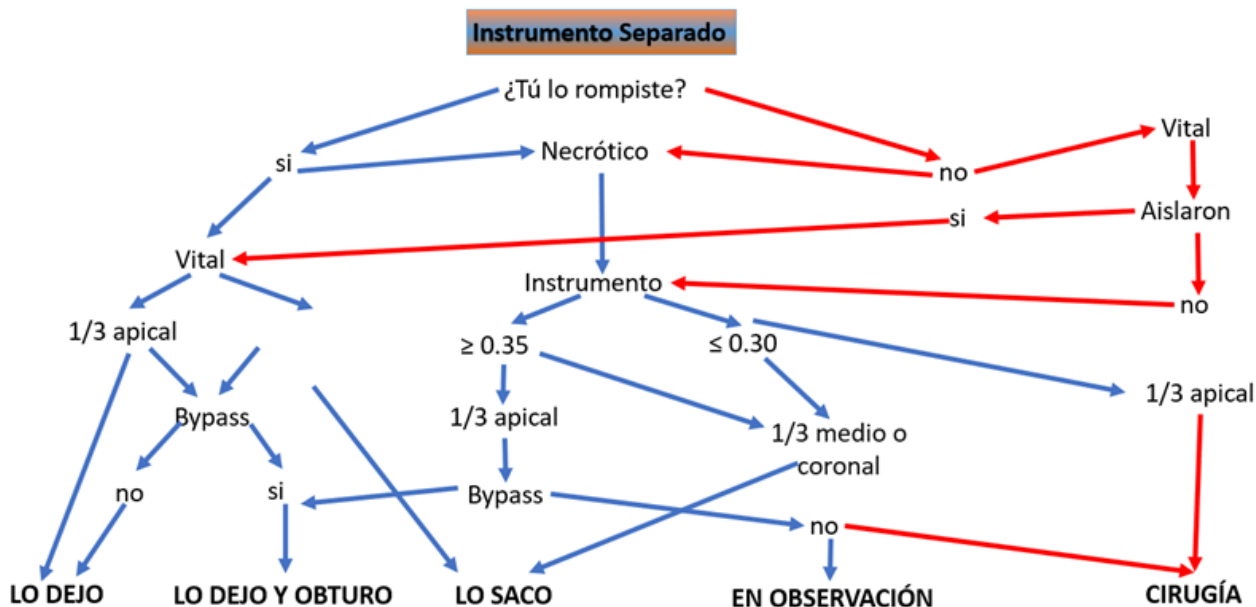 Instrumento Separado
¿Tú lo rompiste?
Vital
Necrótico
si
no
Aislaron
si
Vital
Instrumento
no
1/3 apical
≥ 0.35
≤ 0.30
1/3 apical
Bypass
1/3 apical
1/3 medio o
coronal
no
si
Bypass
no
LO DEJO
LO DEJO Y OBTURO
LO SACO
EN OBSERVACIÓN
CIRUGÍA